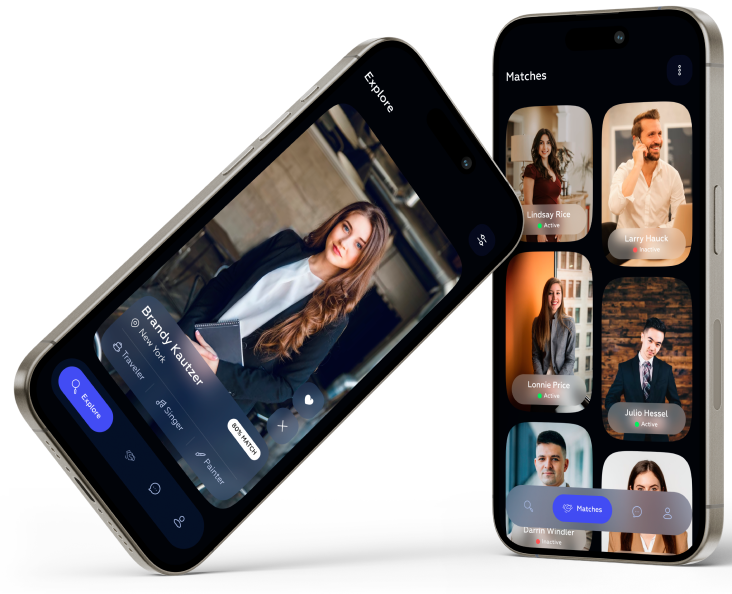 Explore
Brandy Kautzer
New York
Traveler
Singer
80% MATCH
Painter
Explore
Matches
Lindsay Rice
Active
Larry Hauck
Inactive
Lonnie Price
Active
Julio Hessel
Active
Matches
Darrin Windler
Inactive